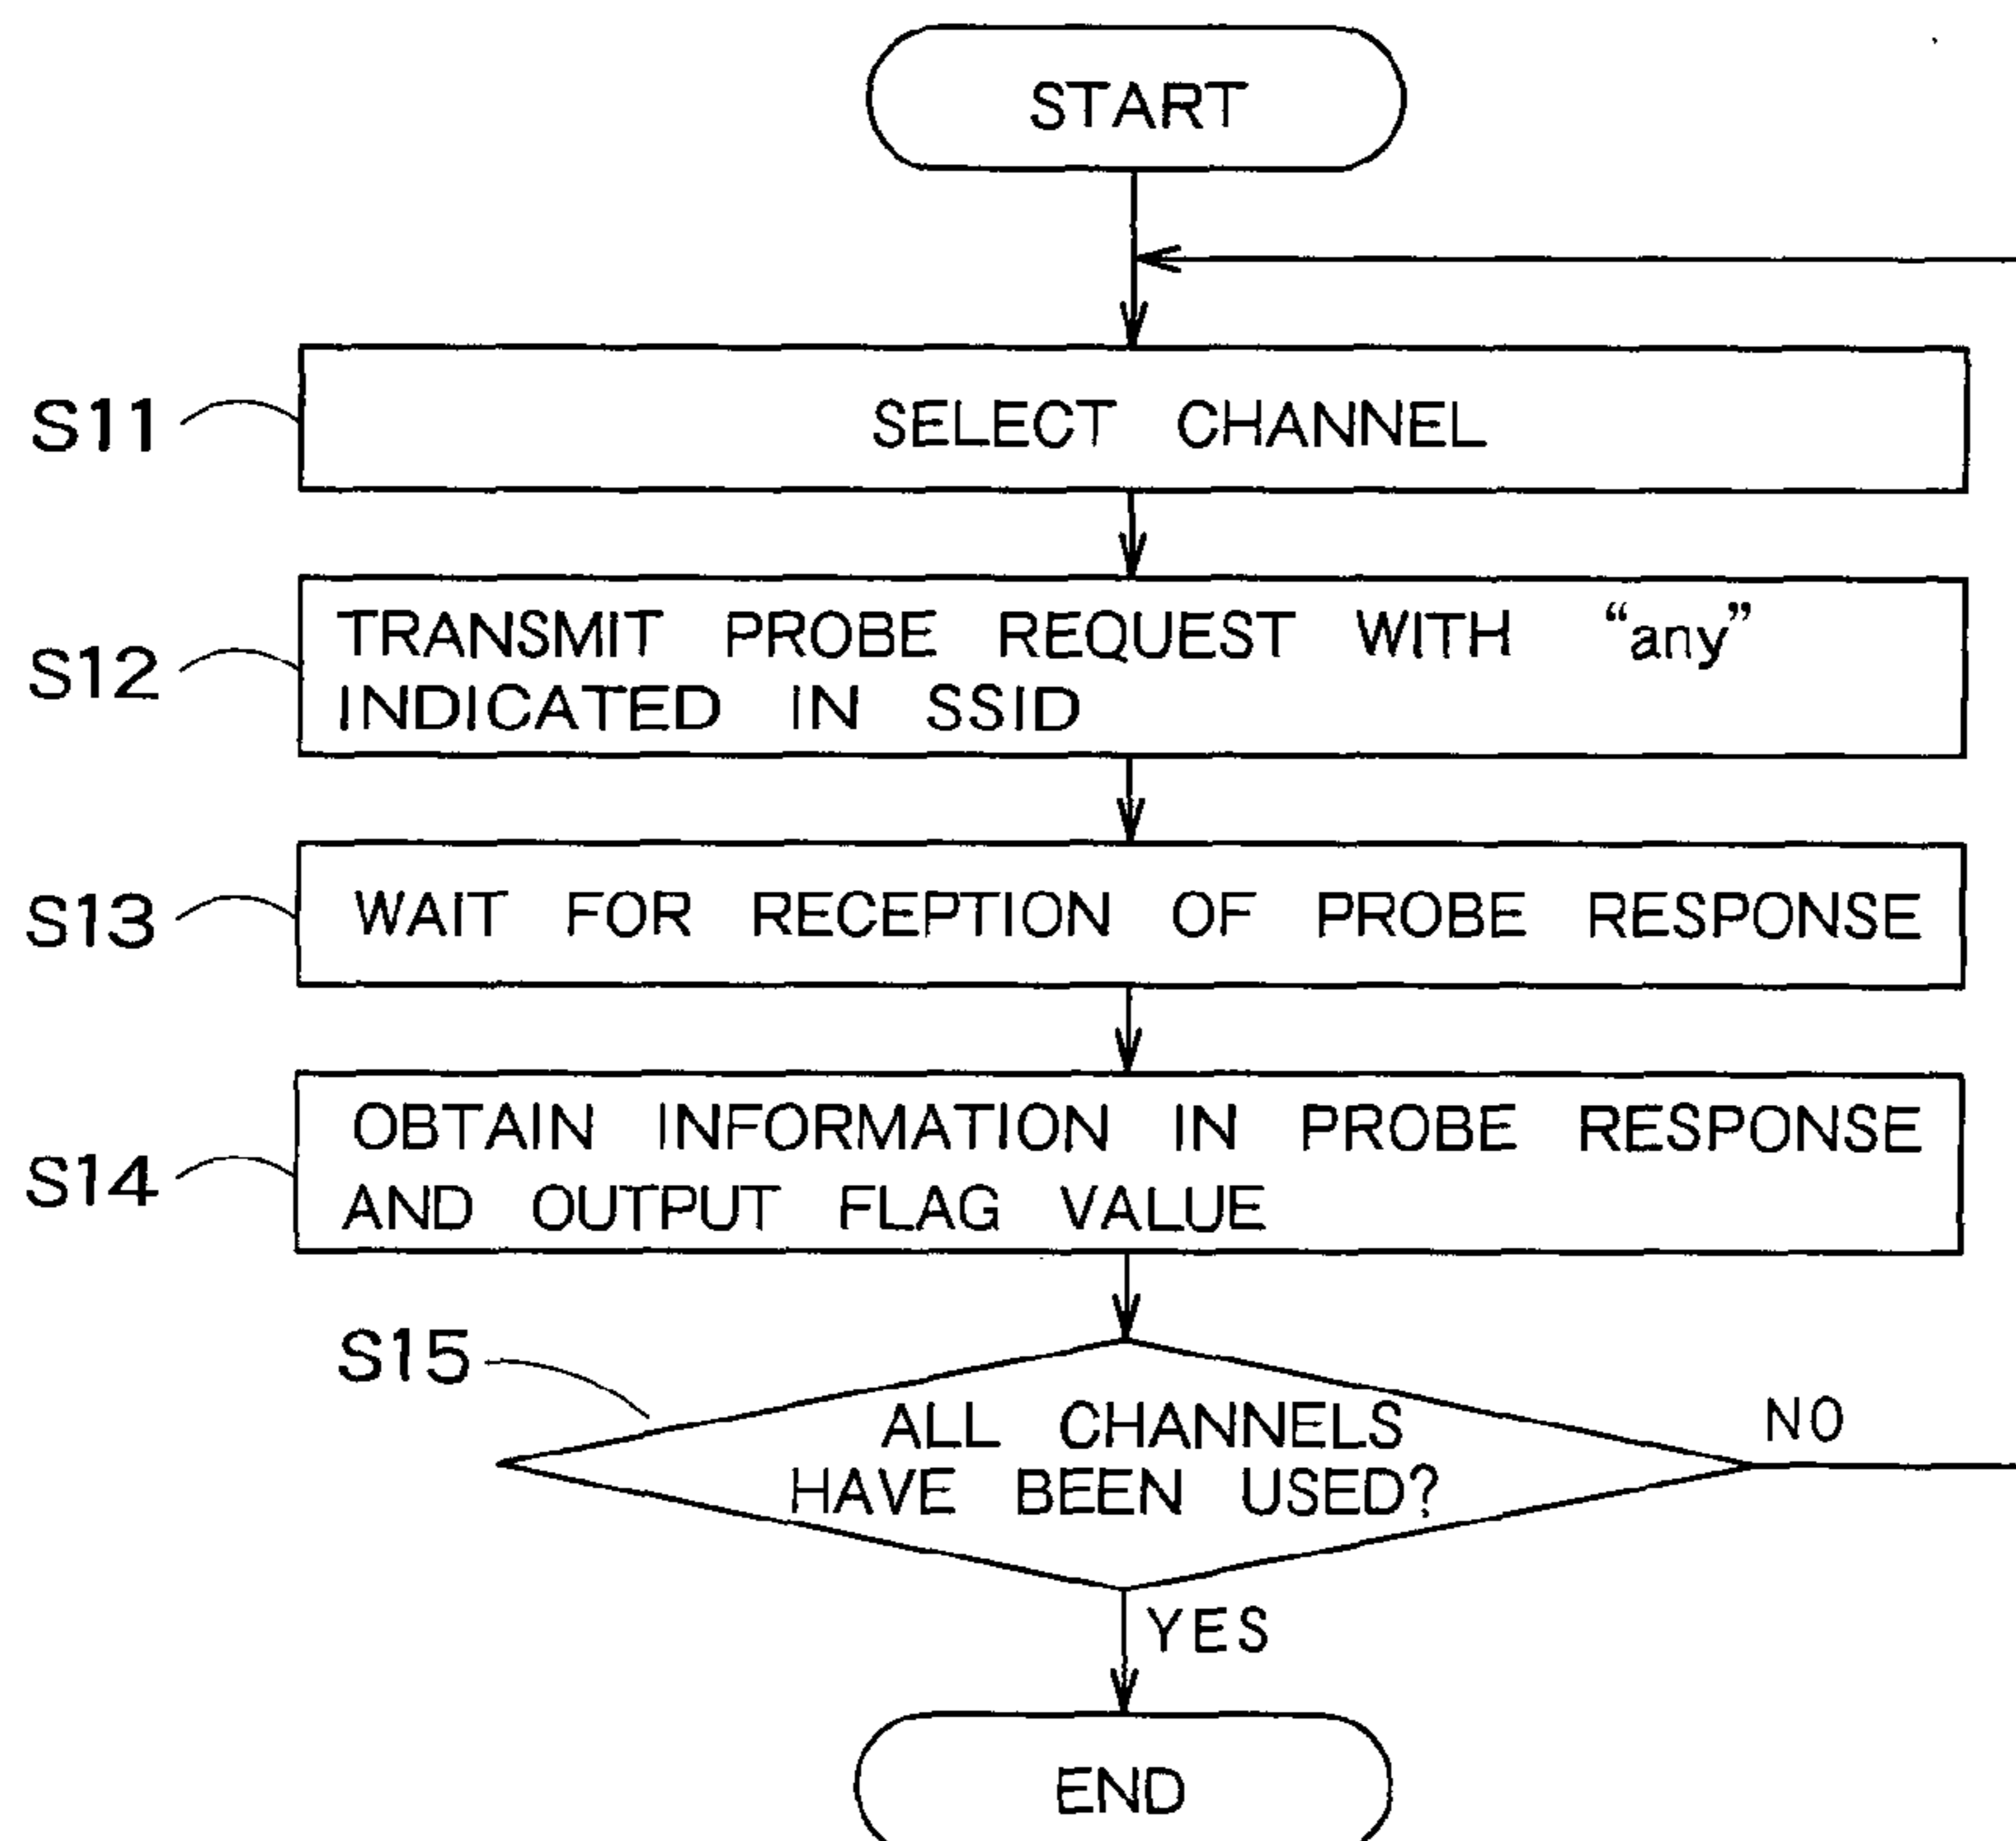 START
S11
SELECT CHANNEL
S12
TRANSMIT PROBE REQUEST WITH “any”
INDICATED IN SSID
S13
WAIT FOR RECEPTION OF PROBE RESPONSE
S14
OBTAIN INFORMATION IN PROBE RESPONSE
AND OUTPUT FLAG VALUE
S15
ALL CHANNELS
HAVE BEEN USED?
NO
YES
END